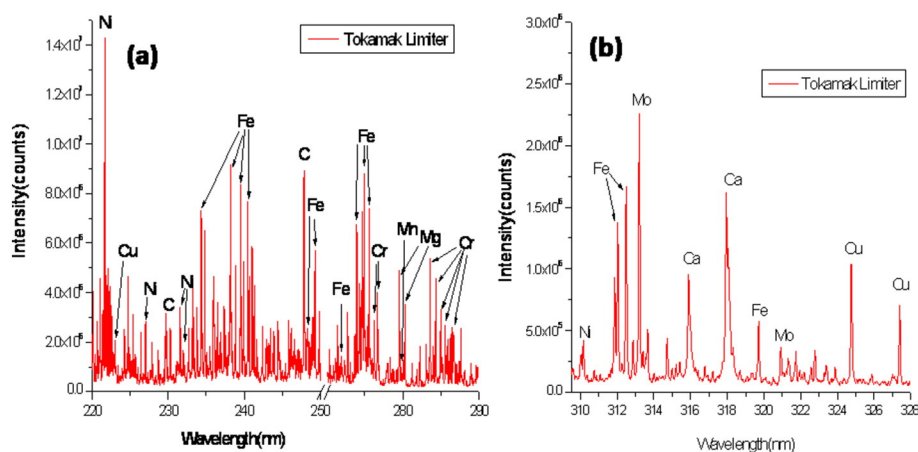 N
(a)
Tokamak Limiter
1.4x10⁷
1.2x10⁷
1.0x10⁷
8.0x10⁶
6.0x10⁶
4.0x10⁶
2.0x10⁶
0.0
Intensity(counts)
Cu
N
C
N
Fe
C
Fe
Fe
Fe
Cr
Mn
Mg
Cr
220 230 240 250 280 290
Wavelength(nm)
(b)
Tokamak Limiter
3.0x10⁶
2.5x10⁶
2.0x10⁶
1.5x10⁶
1.0x10⁶
5.0x10⁵
0.0
Intensity(counts)
Ni
Fe
Mo
Ca
Ca
Fe
Mo
Cu
Cu
310 312 314 316 318 320 322 324 326 328
Wavelength(nm)